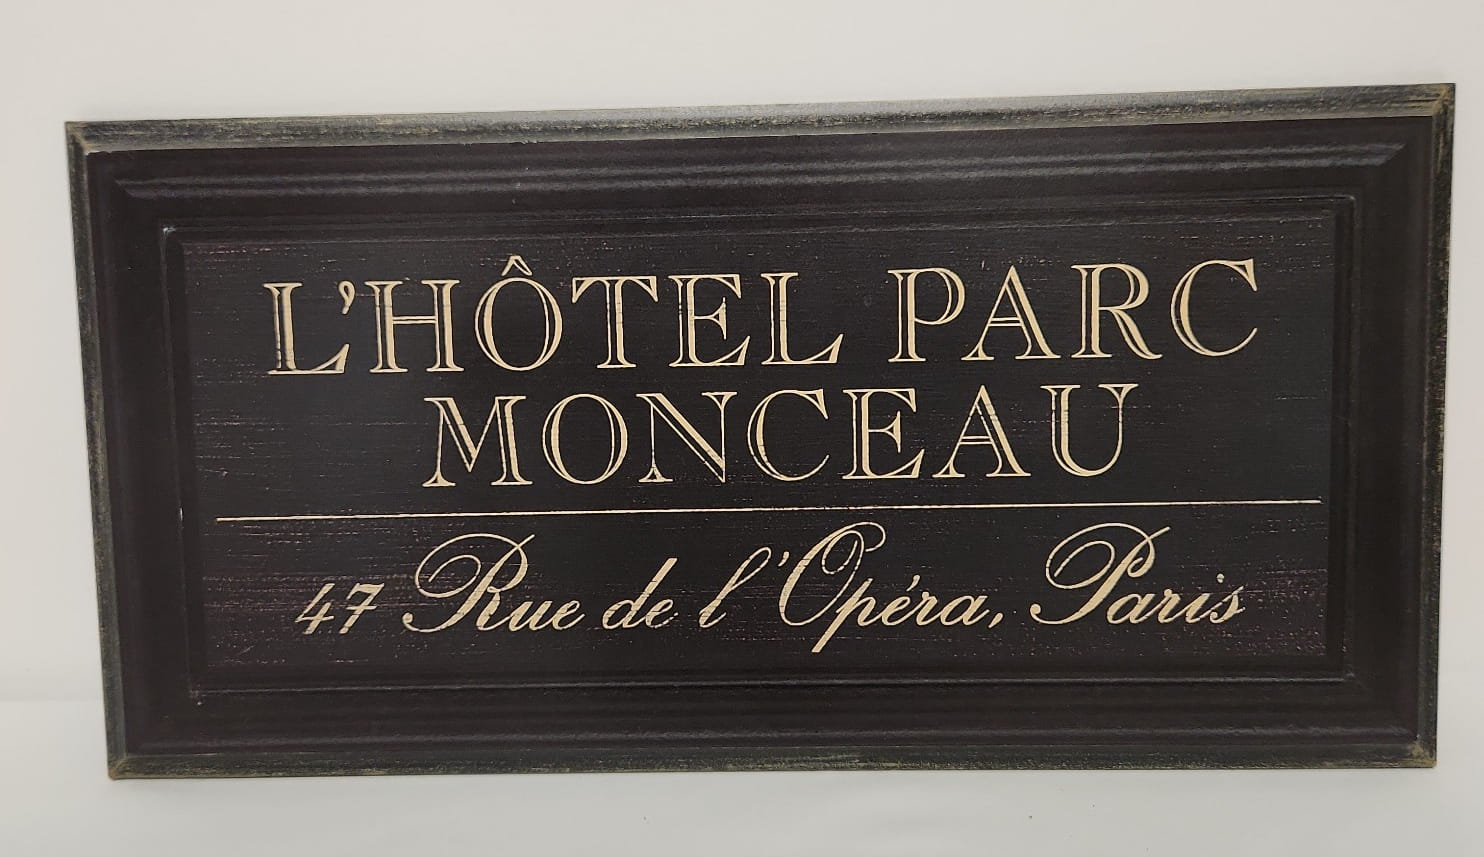 L'HÔTEL PARC
MONCEAU
47 Rue de l'Opéra, Paris